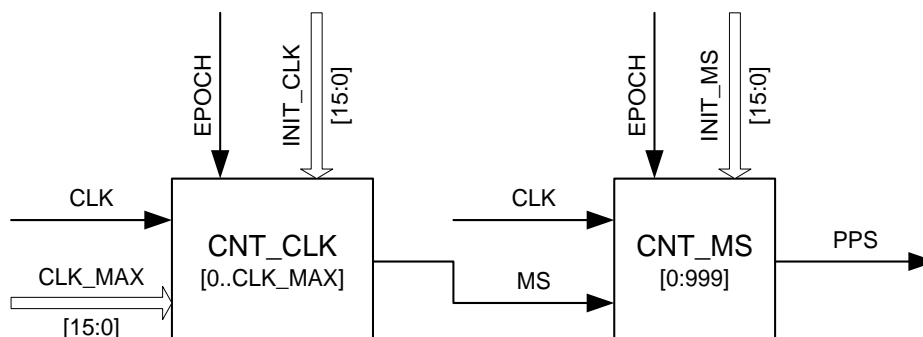 EPOCH
INIT_CLK
[15:0]
EPOCH
INIT_MS
[15:0]
CLK
CNT_CLK
[0..CLK_MAX]
CLK_MAX
[15:0]
CLK
MS
CNT_MS
[0:999]
PPS